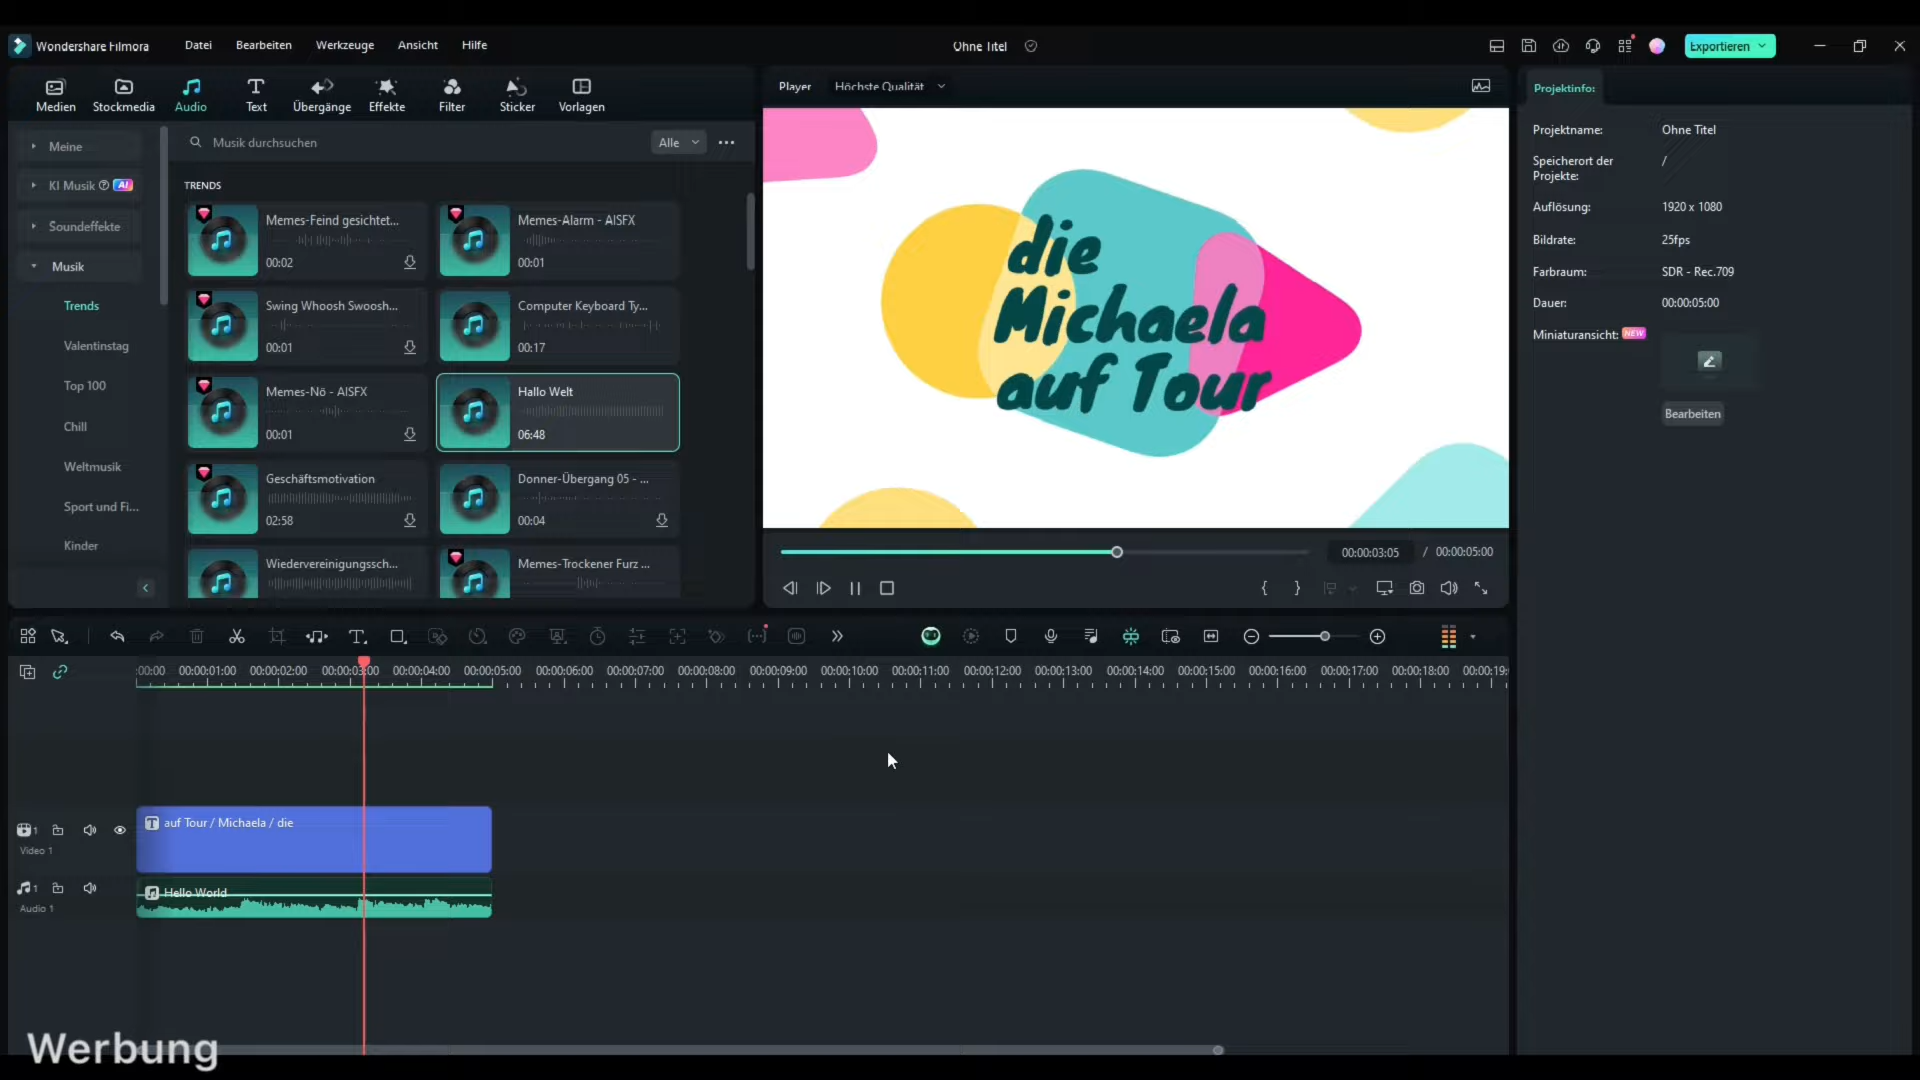 Wondershare Filmora
Datei
Bearbeiten
Werkzeuge
Ansicht
Hilfe
Ohne Titel
Exportieren
Medien
Stockmedia
Audio
Text
Übergänge
Effekte
Filter
Sticker
Vorlagen
Player
Höchste Qualität
Projektinfo:
Meine
KI Musik
AI
Soundeffekte
Musik
Trends
Valentinstag
Top 100
Chill
Weltmusik
Sport und Fi...
Kinder
Musik durchsuchen
Alle
TRENDS
Memes-Feind gesichtet...
00:02
Memes-Alarm - AISFX
00:01
Swing Whoosh Swoosh...
00:01
Computer Keyboard Ty...
00:17
Memes-Nö - AISFX
00:01
Hallo Welt
06:48
Geschäftsmotivation
02:58
Donner-Übergang 05 - ...
00:04
Wiedervereinigungssch...
Memes-Trockener Furz ...
die
Michaela
auf Tour
00:00:03:05 / 00:00:05:00
Projektname: Ohne Titel
Speicherort der Projekte: /
Auflösung: 1920 x 1080
Bildrate: 25fps
Farbraum: SDR - Rec.709
Dauer: 00:00:05:00
Miniaturansicht: NEW
Bearbeiten
:00:00 00:00:01:00 00:00:02:00 00:00:03:00 00:00:04:00 00:00:05:00 00:00:06:00 00:00:07:00 00:00:08:00 00:00:09:00 00:00:10:00 00:00:11:00 00:00:12:00 00:00:13:00 00:00:14:00 00:00:15:00 00:00:16:00 00:00:17:00 00:00:18:00 00:00:19:
1
Video 1
auf Tour / Michaela / die
1
Audio 1
Hello World
Werbung